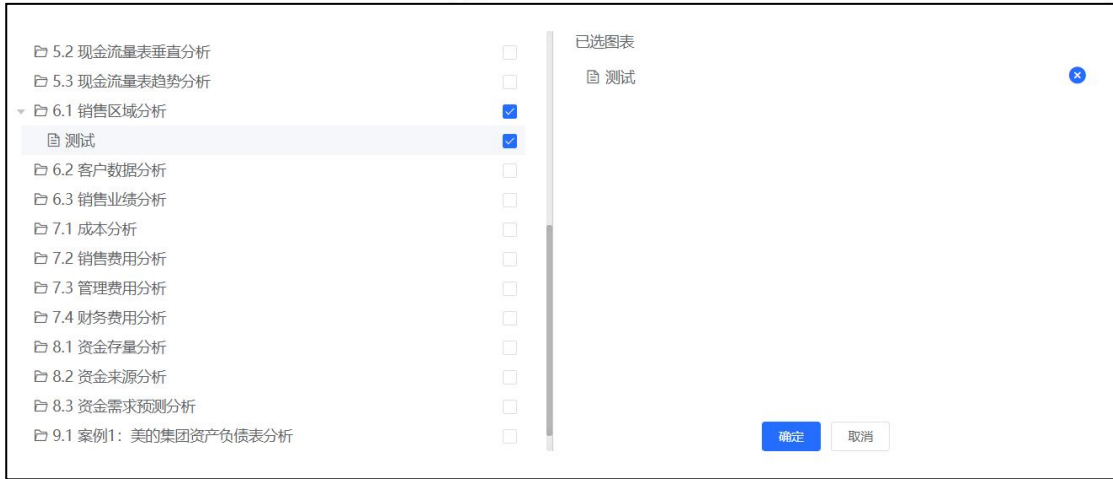 5.2 现金流量表垂直分析
5.3 现金流量表趋势分析
6.1 销售区域分析
测试
6.2 客户数据分析
6.3 销售业绩分析
7.1 成本分析
7.2 销售费用分析
7.3 管理费用分析
7.4 财务费用分析
8.1 资金存量分析
8.2 资金来源分析
8.3 资金需求预测分析
9.1 案例1：美的集团资产负债表分析
已选图表
测试
确定 取消